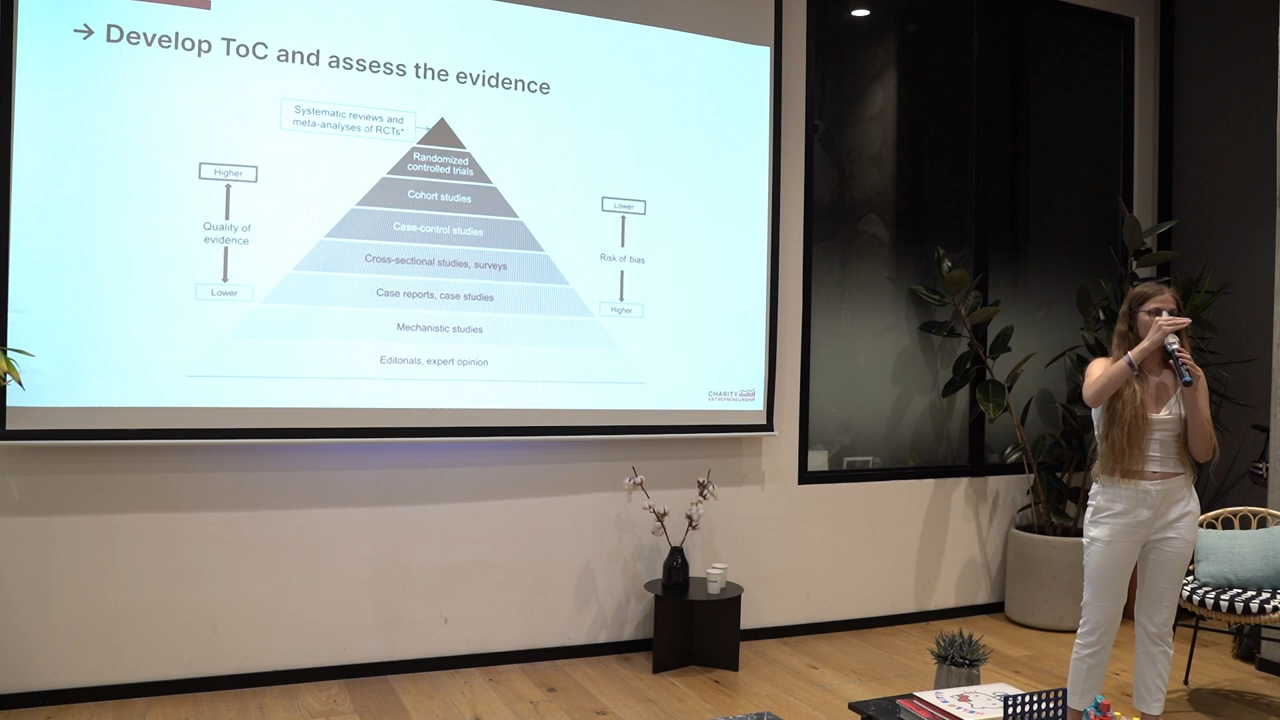 → Develop ToC and assess the evidence
Systematic reviews and
meta-analyses of RCTs*
Randomized
controlled trials
Higher
Cohort studies
Lower
Quality of
evidence
Case-control studies
Risk of bias
Cross-sectional studies, surveys
Lower
Case reports, case studies
Higher
Mechanistic studies
Editorials, expert opinion
CHARITY
ENTREPRENEURSHIP